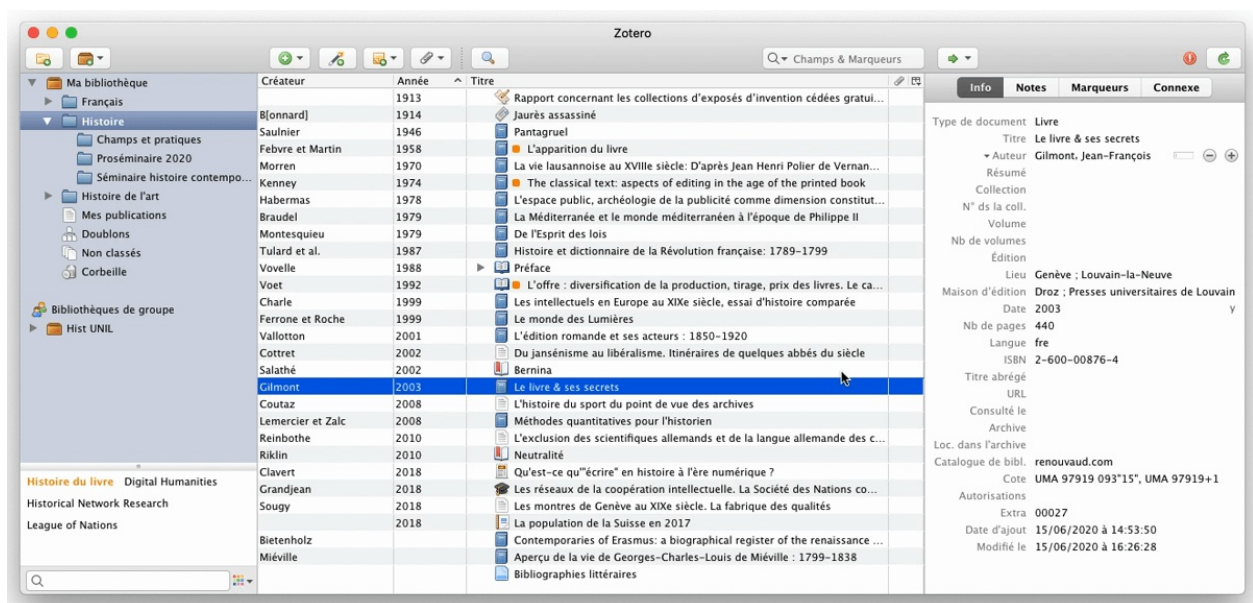 Zotero
Champs & Marqueurs
Ma bibliothèque
Français
Histoire
Champs et pratiques
Proséminaire 2020
Séminaire histoire contempo...
Histoire de l'art
Mes publications
Doublons
Non classés
Corbeille
Bibliothèques de groupe
Hist UNIL
Histoire du livre Digital Humanities
Historical Network Research
League of Nations
Créateur Année Titre
1913 Rapport concernant les collections d'exposés d'invention cédées gratui...
B[onnard] 1914 Jaurès assassiné
Saulnier 1946 Pantagruel
Febvre et Martin 1958 L'apparition du livre
Morren 1970 La vie lausannoise au XVIIIe siècle: D'après Jean Henri Polier de Vernan...
Kenney 1974 The classical text: aspects of editing in the age of the printed book
Habermas 1978 L'espace public, archéologie de la publicité comme dimension constitut...
Braudel 1979 La Méditerranée et le monde méditerranéen à l'époque de Philippe II
Montesquieu 1979 De l'Esprit des lois
Tulard et al. 1987 Histoire et dictionnaire de la Révolution française: 1789-1799
Vovelle 1988 Préface
Voet 1992 L'offre : diversification de la production, tirage, prix des livres. Le ca...
Charle 1999 Les intellectuels en Europe au XIXe siècle, essai d'histoire comparée
Ferrone et Roche 1999 Le monde des Lumières
Vallotton 2001 L'édition romande et ses acteurs : 1850-1920
Cottret 2002 Du jansénisme au libéralisme. Itinéraires de quelques abbés du siècle
Salathé 2002 Bernina
Gilmont 2003 Le livre & ses secrets
Coutaz 2008 L'histoire du sport du point de vue des archives
Lemercier et Zalc 2008 Méthodes quantitatives pour l'historien
Reinbothe 2010 L'exclusion des scientifiques allemands et de la langue allemande des c...
Riklin 2010 Neutralité
Clavert 2018 Qu'est-ce qu'"écrire" en histoire à l'ère numérique ?
Grandjean 2018 Les réseaux de la coopération intellectuelle. La Société des Nations co...
Sougy 2018 Les montres de Genève au XIXe siècle. La fabrique des qualités
2018 La population de la Suisse en 2017
Bietenholz Contemporaries of Erasmus: a biographical register of the renaissance ...
Miéville Aperçu de la vie de Georges-Charles-Louis de Miéville : 1799-1838
Bibliographies littéraires
Info Notes Marqueurs Connexe
Type de document Livre
Titre Le livre & ses secrets
Auteur Gilmont, Jean-François
Résumé
Collection
N° ds la coll.
Volume
Nb de volumes
Édition
Lieu Genève ; Louvain-la-Neuve
Maison d'édition Droz ; Presses universitaires de Louvain
Date 2003 y
Nb de pages 440
Langue fre
ISBN 2-600-00876-4
Titre abrégé
URL
Consulté le
Archive
Loc. dans l'archive
Catalogue de bibl. renouvaud.com
Cote UMA 97919 093"15", UMA 97919+1
Autorisations
Extra 00027
Date d'ajout 15/06/2020 à 14:53:50
Modifié le 15/06/2020 à 16:26:28